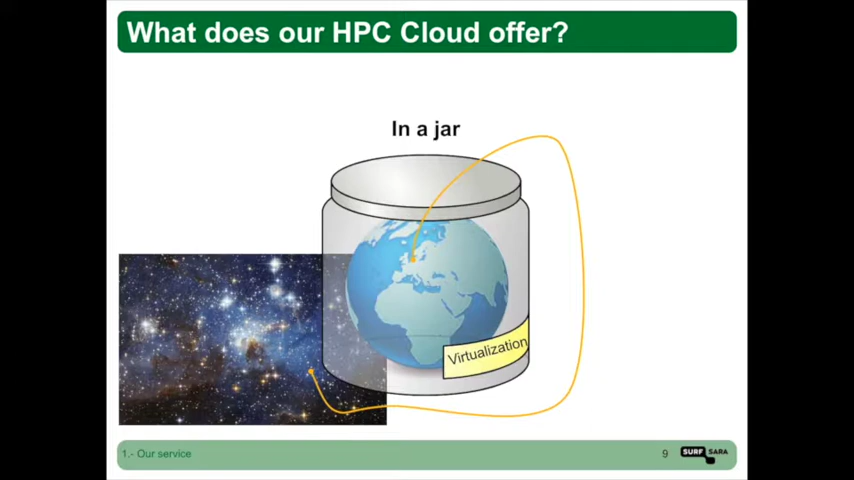 What does our HPC Cloud offer?
In a jar
Virtualization
1.- Our service
9
SURF SARA